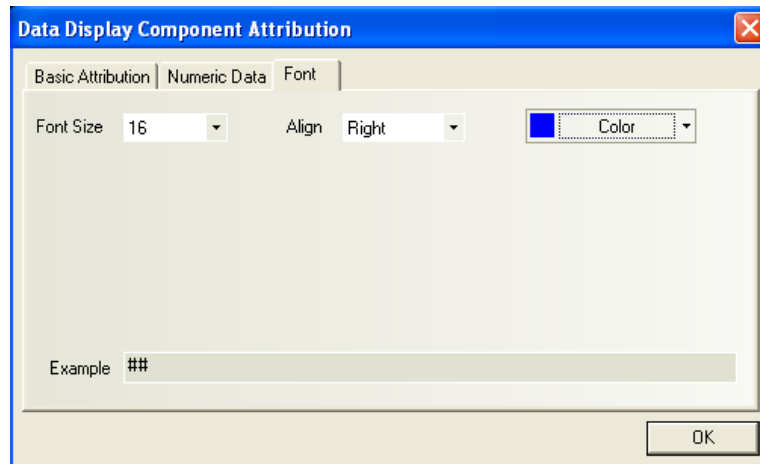 Data Display Component Attribution
Basic Attribution Numeric Data Font
Font Size 16 Align Right Color
Example ##
OK